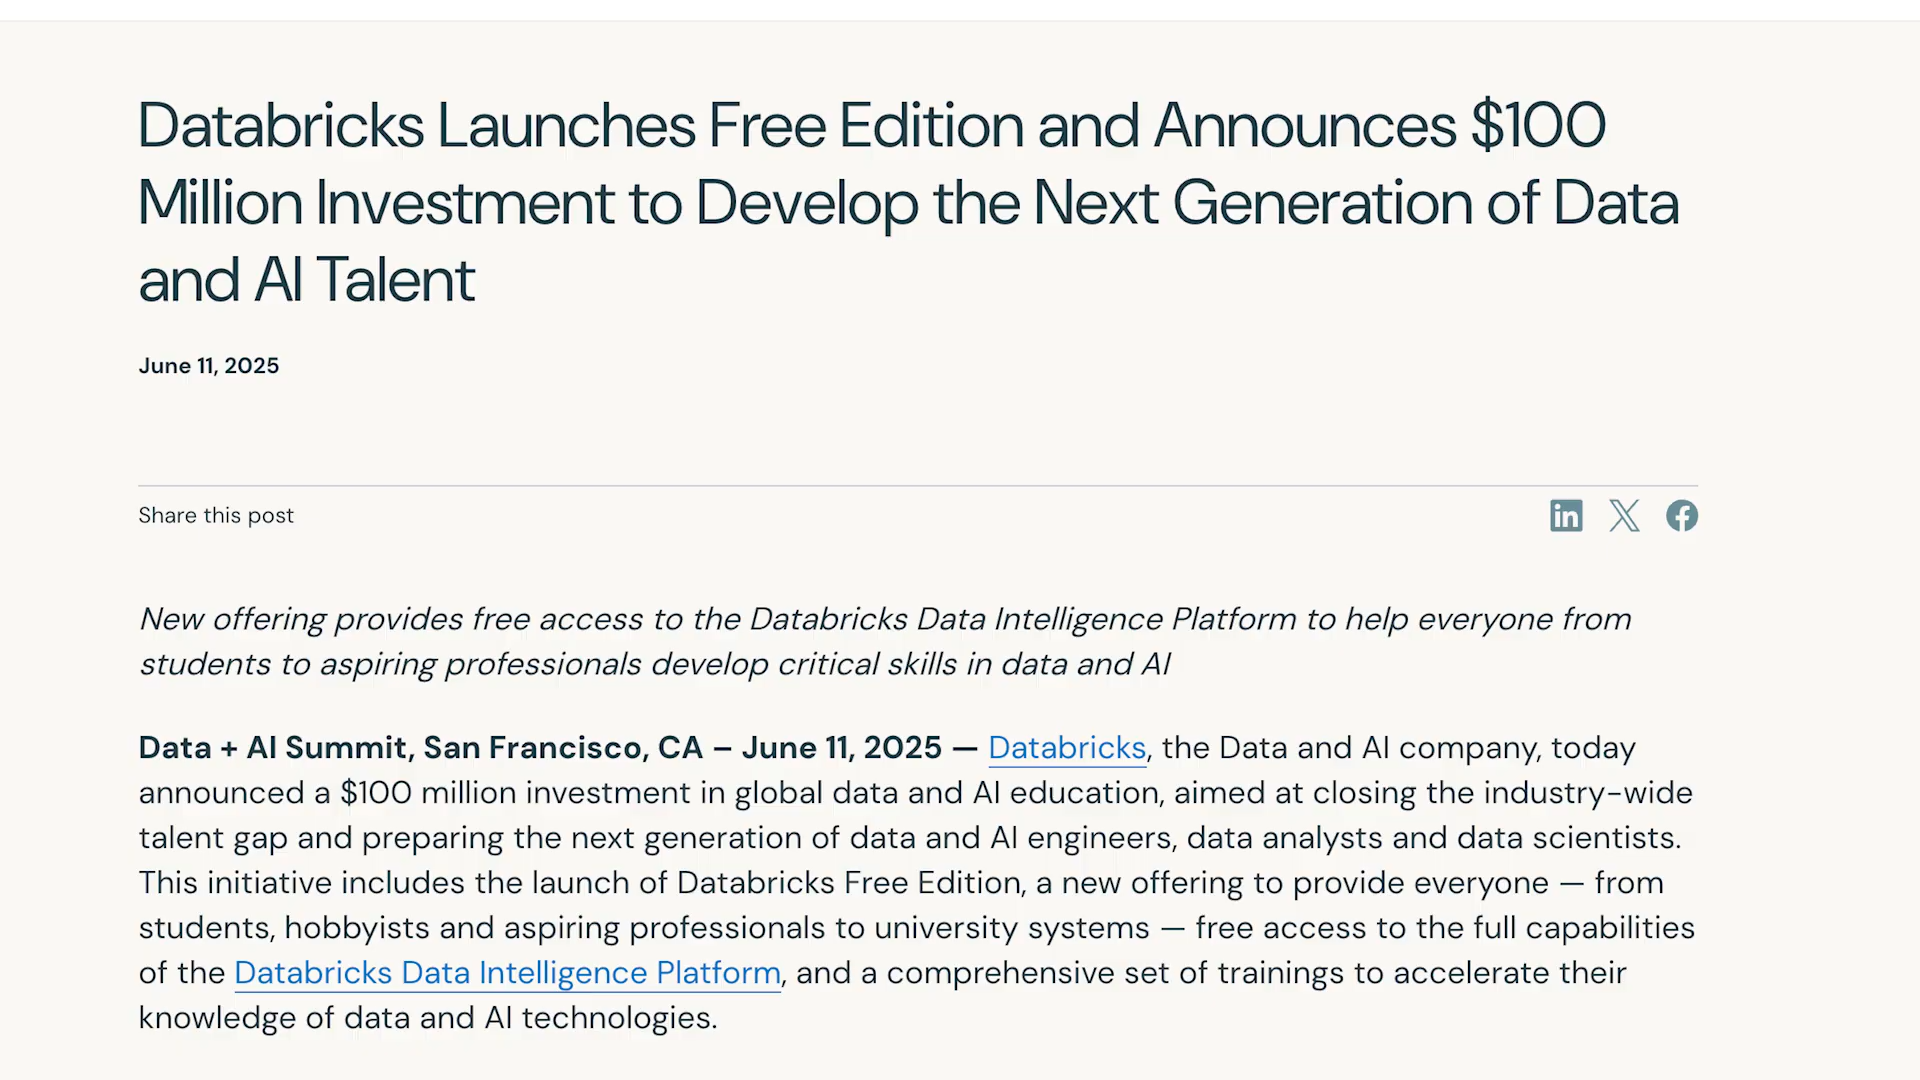 Databricks Launches Free Edition and Announces $100
Million Investment to Develop the Next Generation of Data
and AI Talent
June 11, 2025
Share this post
New offering provides free access to the Databricks Data Intelligence Platform to help everyone from
students to aspiring professionals develop critical skills in data and AI
Data + AI Summit, San Francisco, CA – June 11, 2025 — Databricks, the Data and AI company, today
announced a $100 million investment in global data and AI education, aimed at closing the industry-wide
talent gap and preparing the next generation of data and AI engineers, data analysts and data scientists.
This initiative includes the launch of Databricks Free Edition, a new offering to provide everyone — from
students, hobbyists and aspiring professionals to university systems — free access to the full capabilities
of the Databricks Data Intelligence Platform, and a comprehensive set of trainings to accelerate their
knowledge of data and AI technologies.